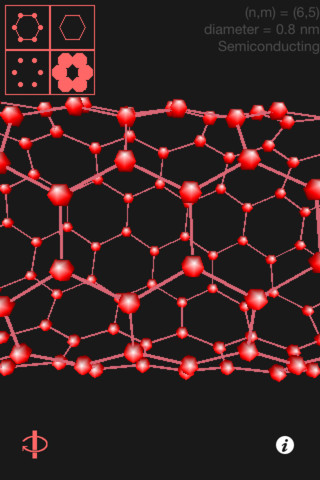 (n,m) = (6,5)
diameter = 0.8 nm
Semiconducting
i